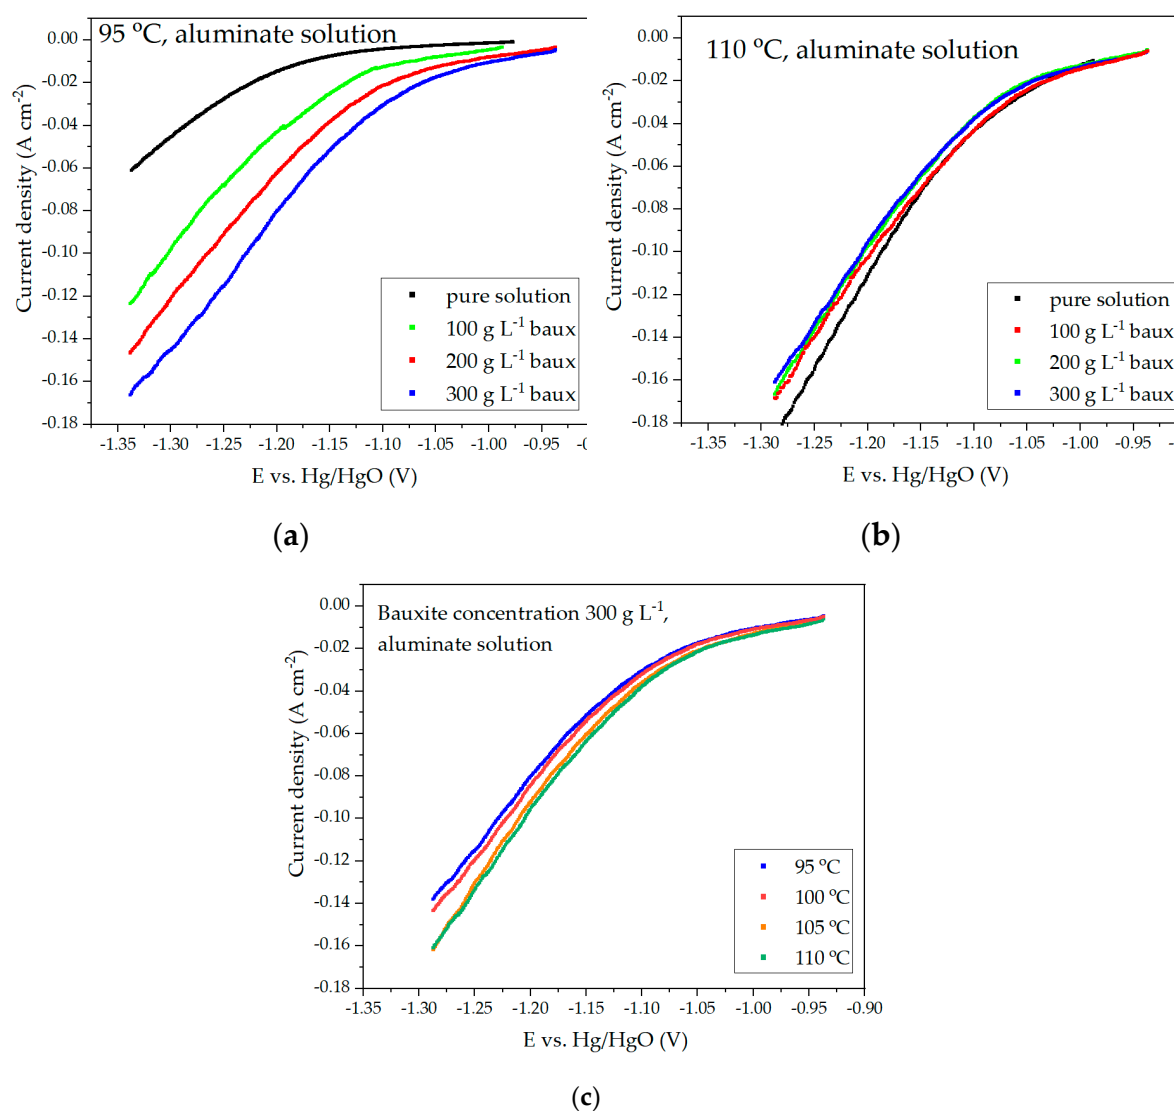 95 ºC, aluminate solution
Current density (A cm-2)
0.00
-0.02
-0.04
-0.06
-0.08
-0.10
-0.12
-0.14
-0.16
-0.18
pure solution
100 g L-1 baux
200 g L-1 baux
300 g L-1 baux
-1.35 -1.30 -1.25 -1.20 -1.15 -1.10 -1.05 -1.00 -0.95
E vs. Hg/HgO (V)
(a)
110 ºC, aluminate solution
Current density (A cm-2)
0.00
-0.02
-0.04
-0.06
-0.08
-0.10
-0.12
-0.14
-0.16
-0.18
pure solution
100 g L-1 baux
200 g L-1 baux
300 g L-1 baux
-1.35 -1.30 -1.25 -1.20 -1.15 -1.10 -1.05 -1.00 -0.95
E vs. Hg/HgO (V)
(b)
Bauxite concentration 300 g L-1,
aluminate solution
Current density (A cm-2)
0.00
-0.02
-0.04
-0.06
-0.08
-0.10
-0.12
-0.14
-0.16
-0.18
95 ºC
100 ºC
105 ºC
110 ºC
-1.35 -1.30 -1.25 -1.20 -1.15 -1.10 -1.05 -1.00 -0.95 -0.90
E vs. Hg/HgO (V)
(c)